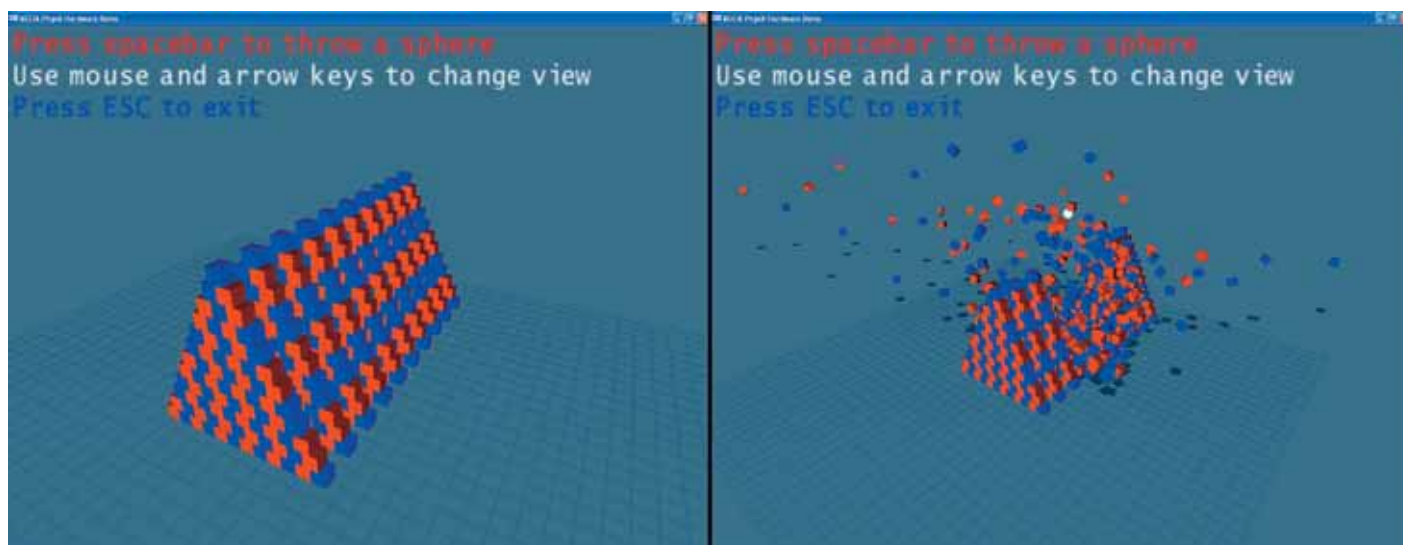 Press spacebar to throw a sphere
Use mouse and arrow keys to change view
Press ESC to exit
Press spacebar to throw a sphere
Use mouse and arrow keys to change view
Press ESC to exit